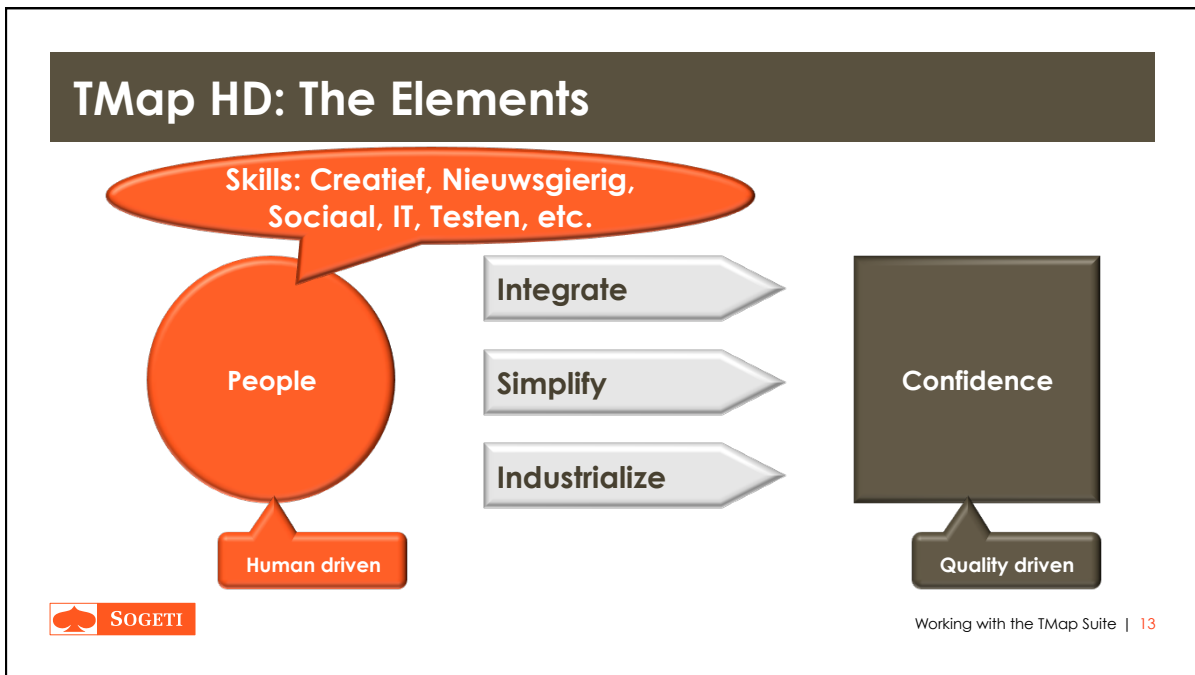 TMap HD: The Elements
Skills: Creatief, Nieuwsgierig,
Sociaal, IT, Testen, etc.
People
Integrate
Simplify
Industrialize
Confidence
Human driven
Quality driven
SOGETI
Working with the TMap Suite | 13